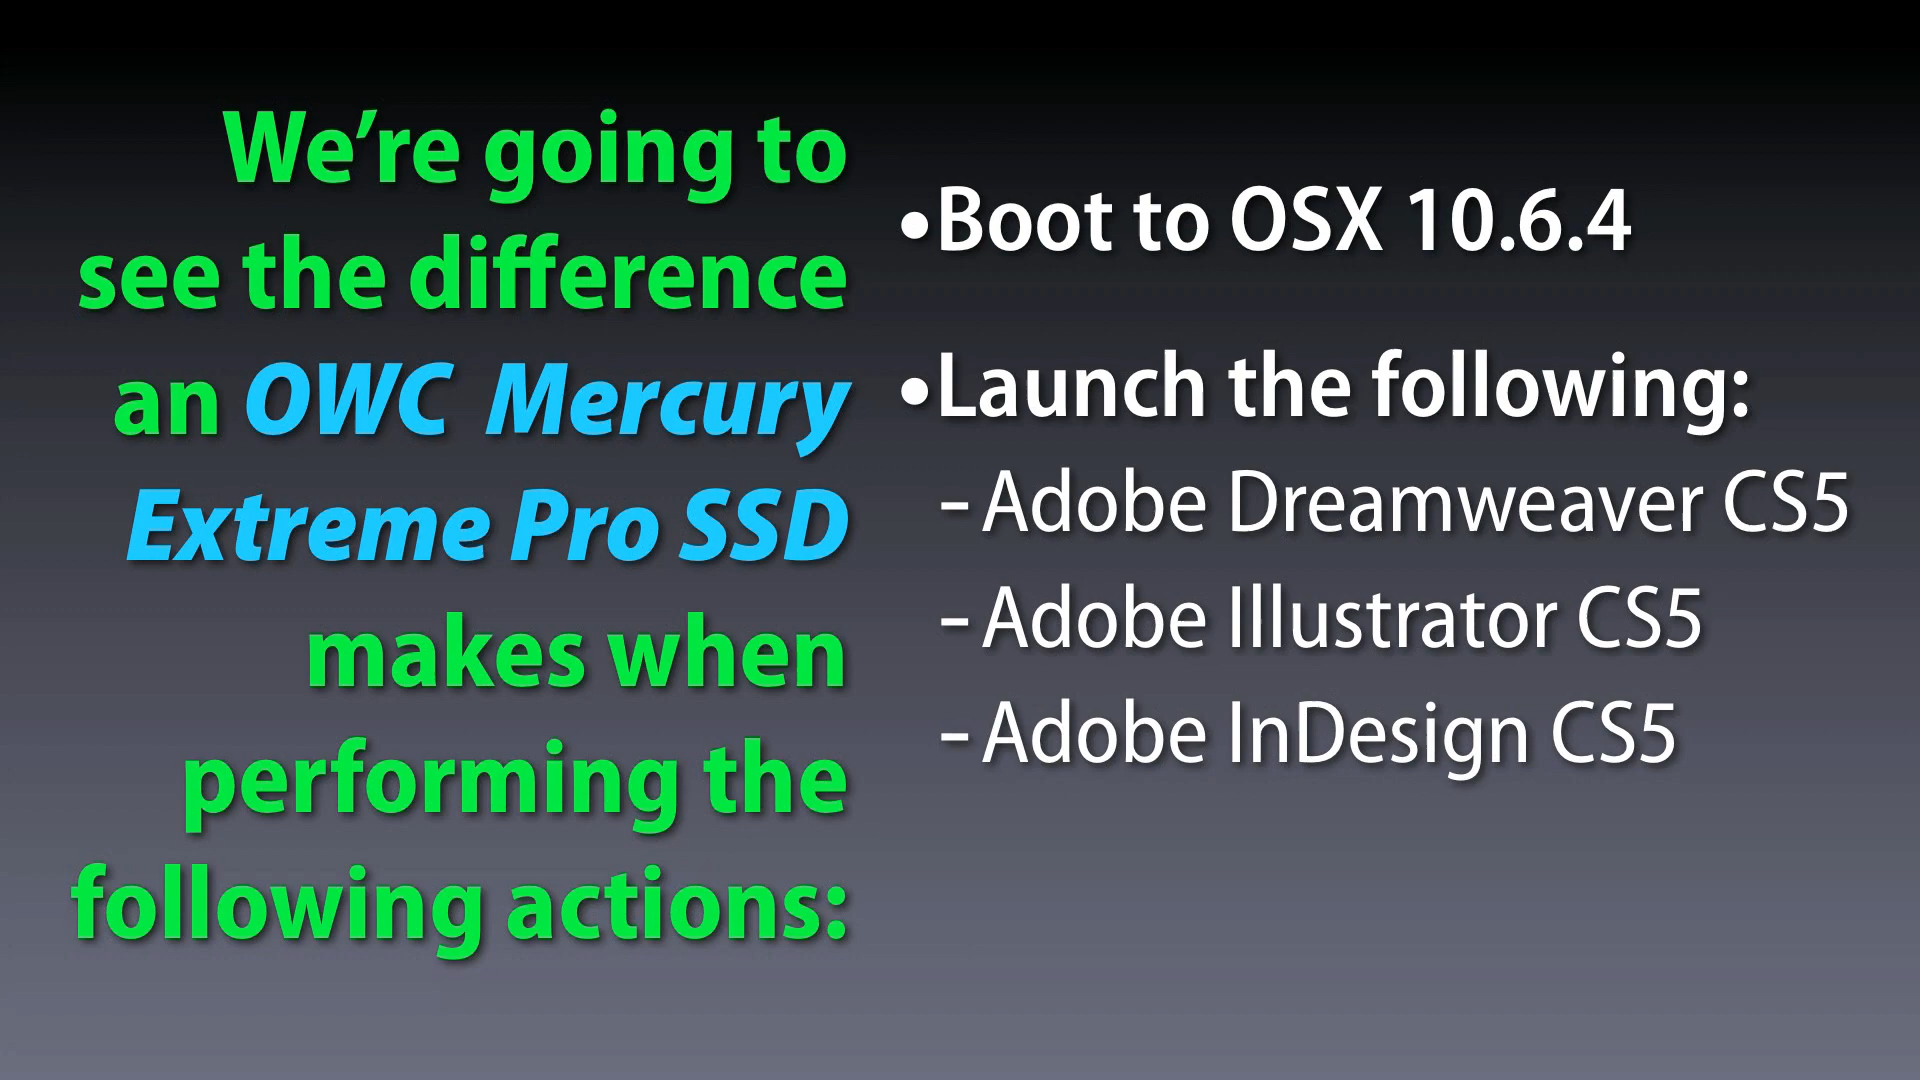 We’re going to
see the difference
an OWC Mercury
Extreme Pro SSD
makes when
performing the
following actions:
•Boot to OSX 10.6.4
•Launch the following:
–Adobe Dreamweaver CS5
–Adobe Illustrator CS5
–Adobe InDesign CS5